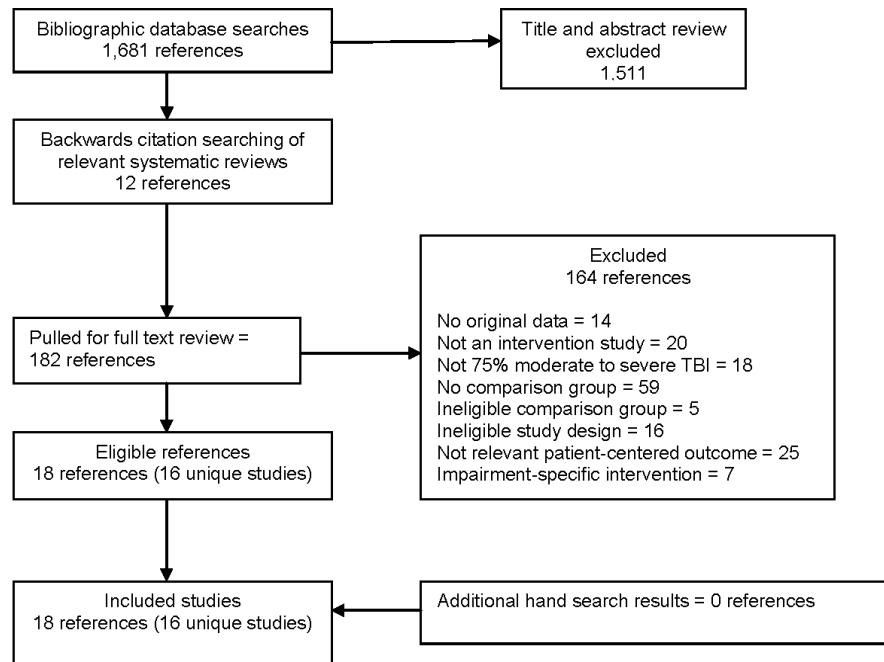 Bibliographic database searches
1,681 references
Title and abstract review
excluded
1.511
Backwards citation searching of
relevant systematic reviews
12 references
Excluded
164 references
No original data = 14
Not an intervention study = 20
Not 75% moderate to severe TBI = 18
No comparison group = 59
Ineligible comparison group = 5
Ineligible study design = 16
Not relevant patient-centered outcome = 25
Impairment-specific intervention = 7
Pulled for full text review =
182 references
Eligible references
18 references (16 unique studies)
Included studies
18 references (16 unique studies)
Additional hand search results = 0 references